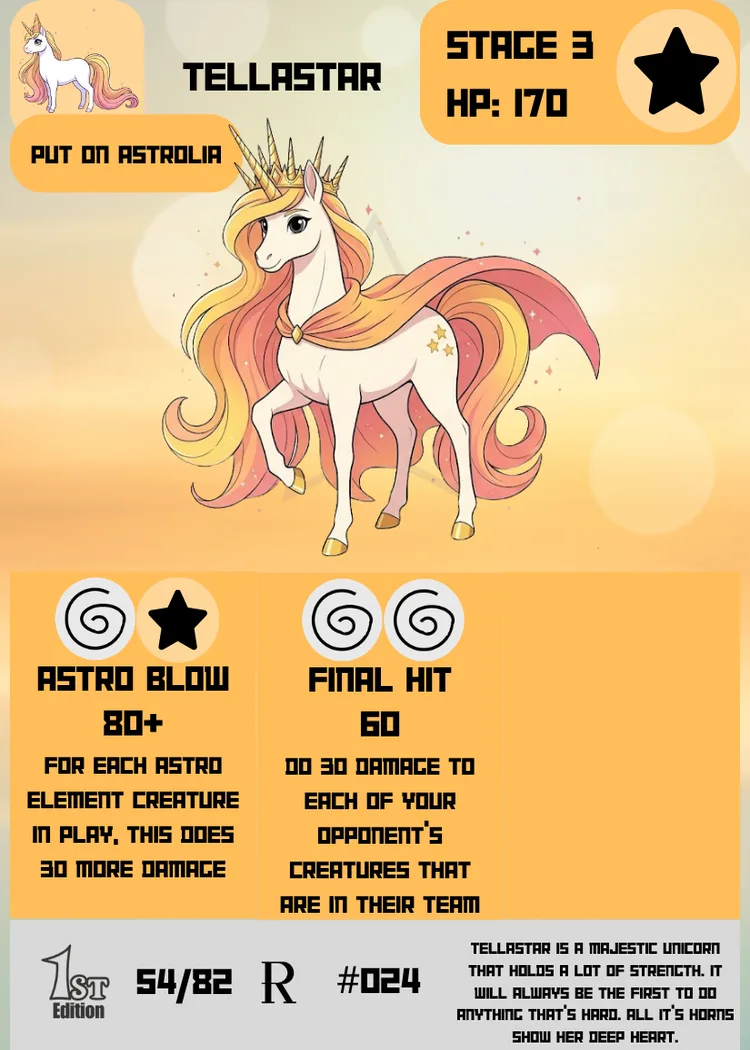 TELLASTAR
STAGE 3
HP: 170
PUT ON ASTROLIA
ASTRO BLOW
80+
FOR EACH ASTRO
ELEMENT CREATURE
IN PLAY, THIS DOES
30 MORE DAMAGE
FINAL HIT
60
DO 30 DAMAGE TO
EACH OF YOUR
OPPONENT'S
CREATURES THAT
ARE IN THEIR TEAM
1ST
Edition
54/82
R
#024
TELLASTAR IS A MAJESTIC UNICORN
THAT HOLDS A LOT OF STRENGTH. IT
WILL ALWAYS BE THE FIRST TO DO
ANYTHING THAT'S HARD. ALL IT'S HORNS
SHOW HER DEEP HEART.